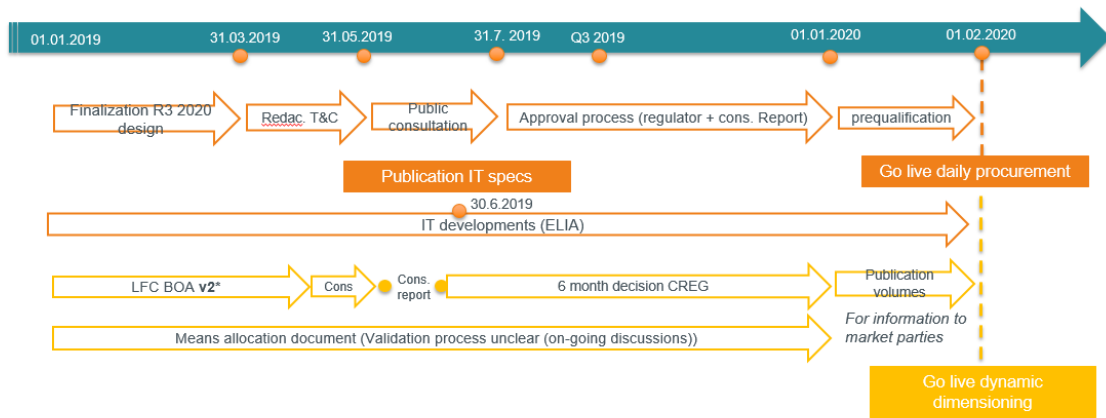 01.01.2019
31.03.2019
31.05.2019
31.7. 2019
Q3 2019
01.01.2020
01.02.2020
Finalization R3 2020
design
Redac. T&C
Public
consultation
Approval process (regulator + cons. Report)
prequalification
Publication IT specs
Go live daily procurement
30.6.2019
IT developments (ELIA)
LFC BOA v2*
Cons
Cons.
report
6 month decision CREG
Publication
volumes
Means allocation document (Validation process unclear (on-going discussions))
For information to
market parties
Go live dynamic
dimensioning